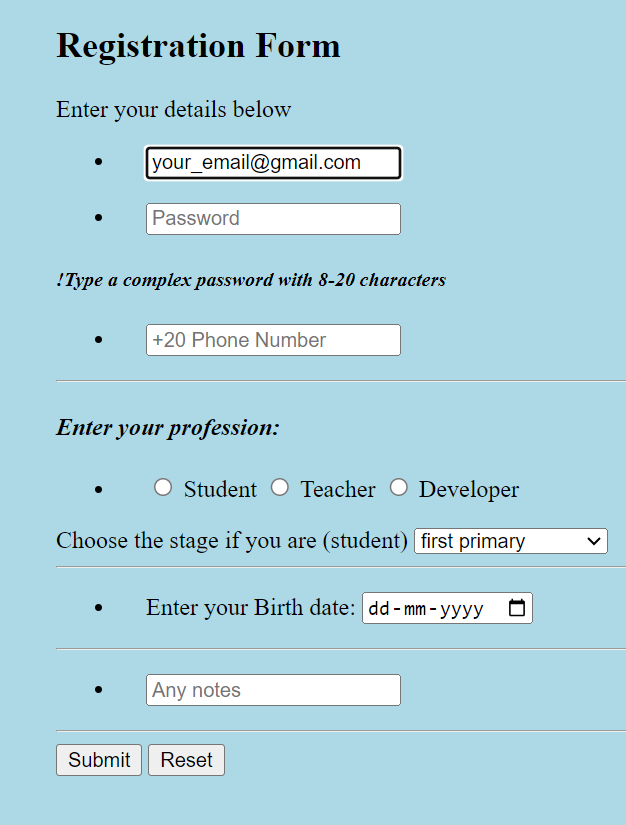 Registration Form
Enter your details below
your_email@gmail.com
Password
!Type a complex password with 8-20 characters
+20 Phone Number
Enter your profession:
Student Teacher Developer
Choose the stage if you are (student) first primary
Enter your Birth date: dd-mm-yyyy
Any notes
Submit Reset